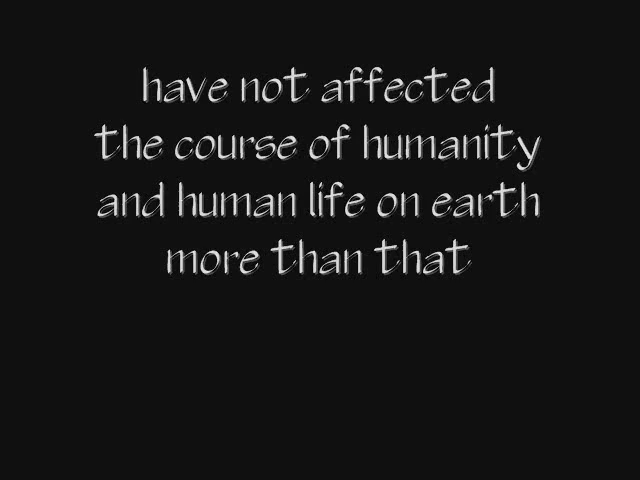 have not affected
the course of humanity
and human life on earth
more than that